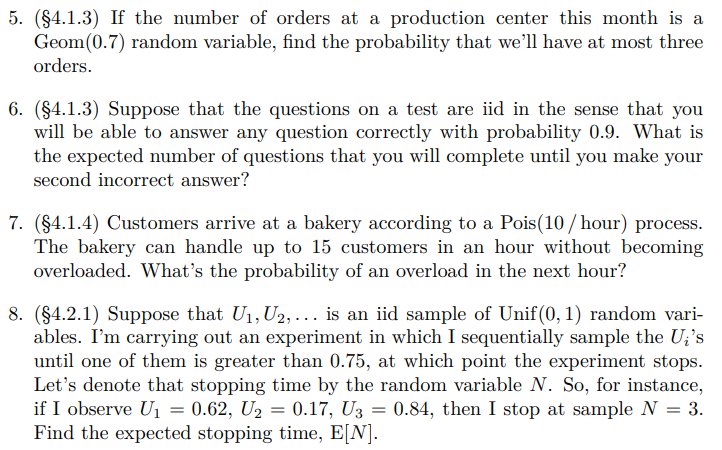 5. (§4.1.3) If the number of orders at a production center this month is a
Geom(0.7) random variable, find the probability that we'll have at most three
orders.
6. (§4.1.3) Suppose that the questions on a test are iid in the sense that you
will be able to answer any question correctly with probability 0.9. What is
the expected number of questions that you will complete until you make your
second incorrect answer?
7. (§4.1.4) Customers arrive at a bakery according to a Pois(10 / hour) process.
The bakery can handle up to 15 customers in an hour without becoming
overloaded. What's the probability of an overload in the next hour?
8. (§4.2.1) Suppose that U₁, U₂, . . . is an iid sample of Unif(0, 1) random vari-
ables. I'm carrying out an experiment in which I sequentially sample the Uᵢ's
until one of them is greater than 0.75, at which point the experiment stops.
Let's denote that stopping time by the random variable N. So, for instance,
if I observe U₁ = 0.62, U₂ = 0.17, U₃ = 0.84, then I stop at sample N = 3.
Find the expected stopping time, E[N].